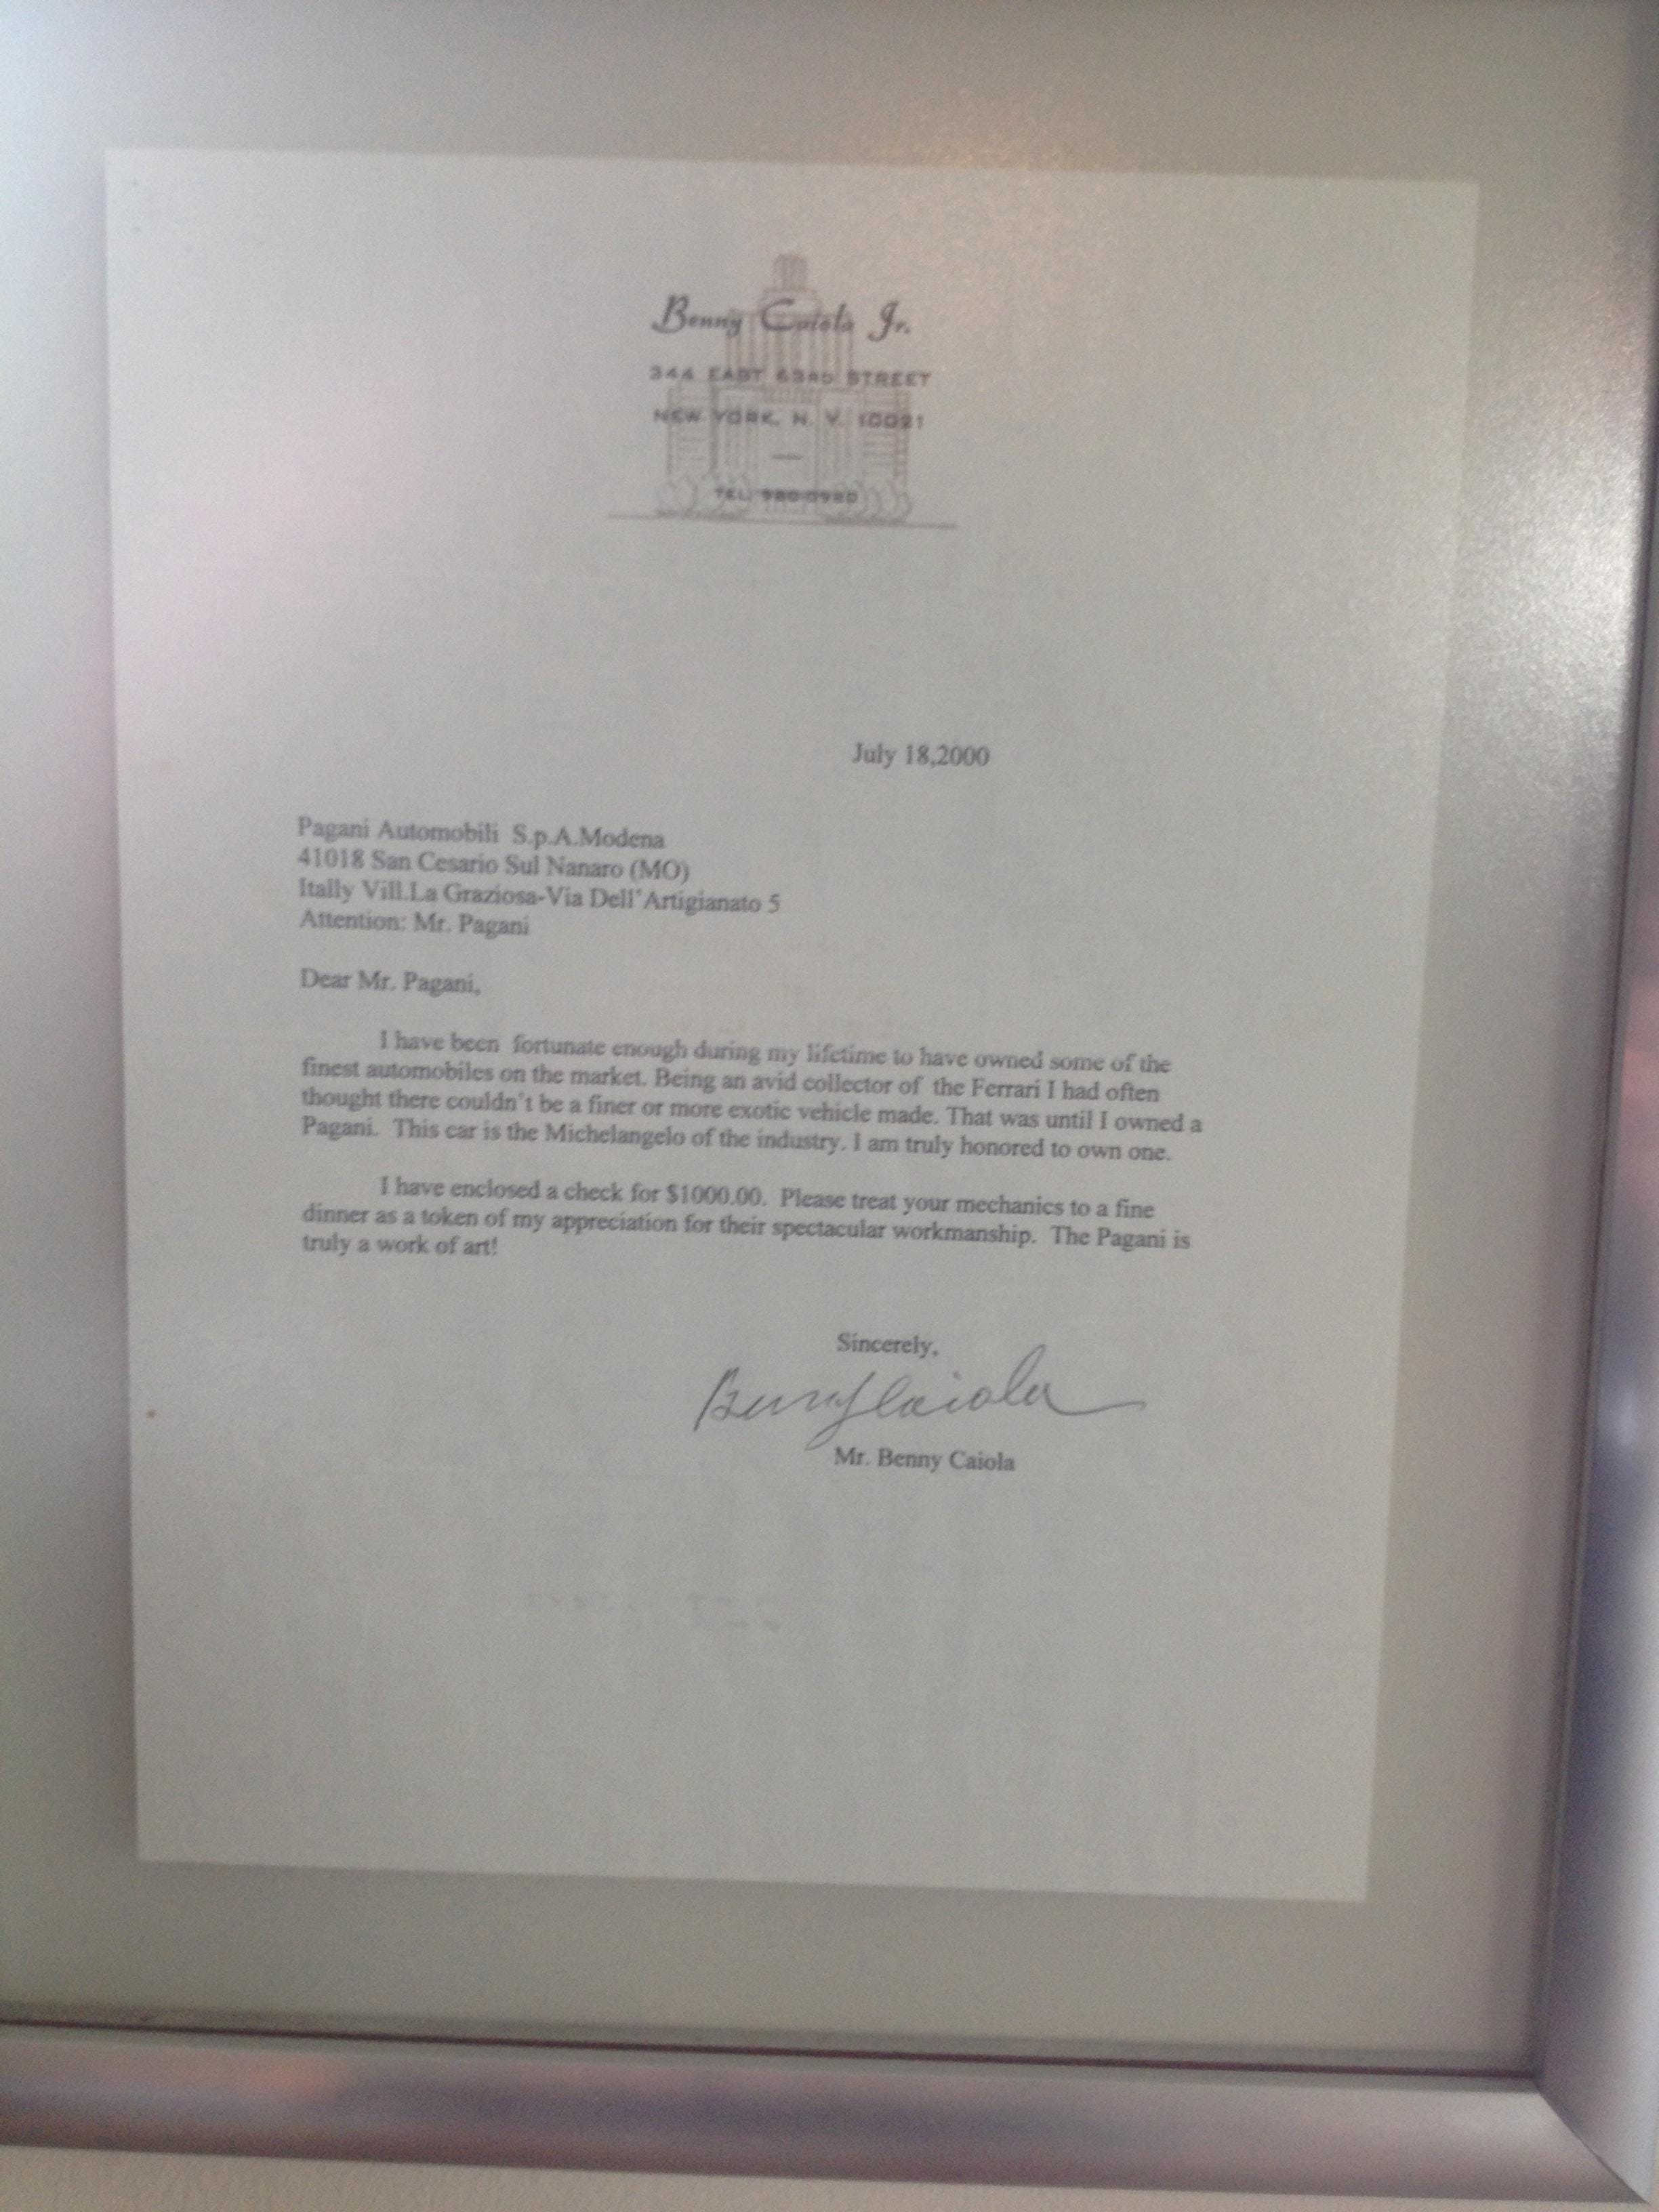 Benny Caiola Jr.
344 EAST 63RD STREET
NEW YORK, N. Y. 10021
TEL. 980-0980
July 18,2000
Pagani Automobili S.p.A.Modena
41018 San Cesario Sul Nanaro (MO)
Itally Vill.La Graziosa-Via Dell'Artigianato 5
Attention: Mr. Pagani
Dear Mr. Pagani,
I have been fortunate enough during my lifetime to have owned some of the
finest automobiles on the market. Being an avid collector of the Ferrari I had often
thought there couldn't be a finer or more exotic vehicle made. That was until I owned a
Pagani. This car is the Michelangelo of the industry. I am truly honored to own one.
I have enclosed a check for $1000.00. Please treat your mechanics to a fine
dinner as a token of my appreciation for their spectacular workmanship. The Pagani is
truly a work of art!
Sincerely,
Benny Caiola
Mr. Benny Caiola